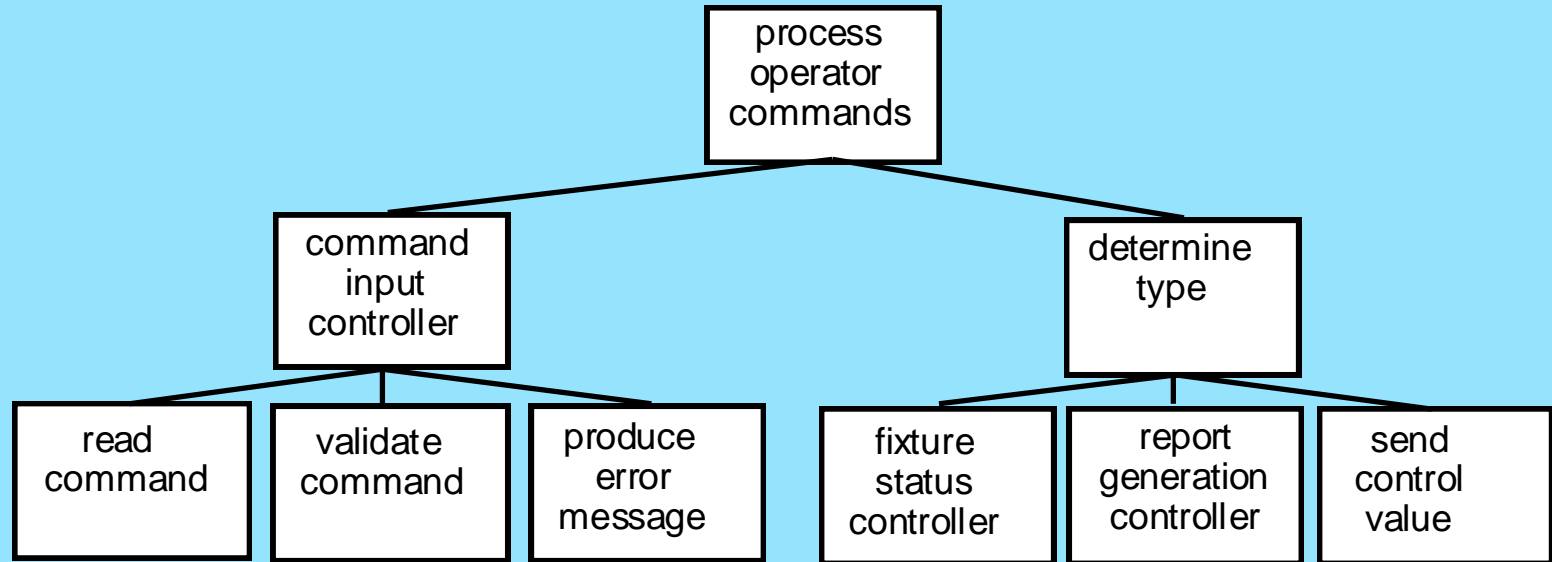 process
operator
commands
command
input
controller
determine
type
read
command
validate
command
produce
error
message
fixture
status
controller
report
generation
controller
send
control
value